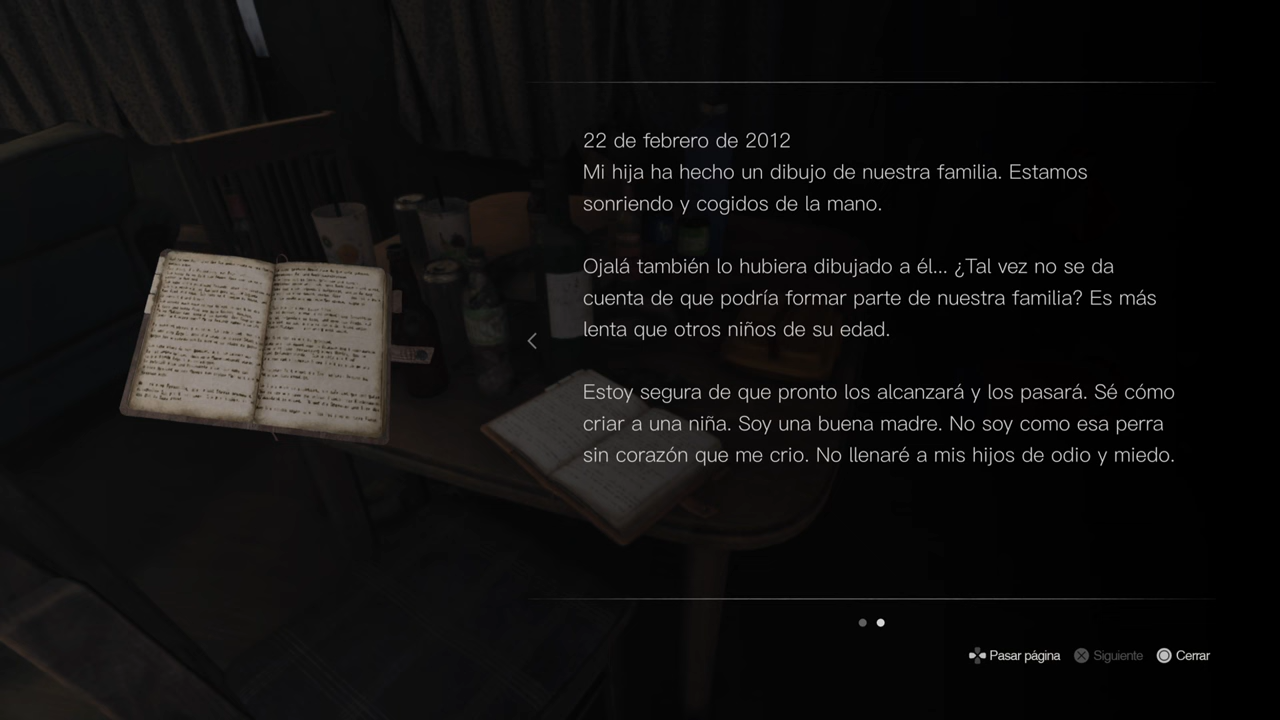 22 de febrero de 2012
Mi hija ha hecho un dibujo de nuestra familia. Estamos
sonriendo y cogidos de la mano.
Ojalá también lo hubiera dibujado a él... ¿Tal vez no se da
cuenta de que podría formar parte de nuestra familia? Es más
lenta que otros niños de su edad.
Estoy segura de que pronto los alcanzará y los pasará. Sé cómo
criar a una niña. Soy una buena madre. No soy como esa perra
sin corazón que me crio. No llenaré a mis hijos de odio y miedo.
Pasar página Siguiente Cerrar